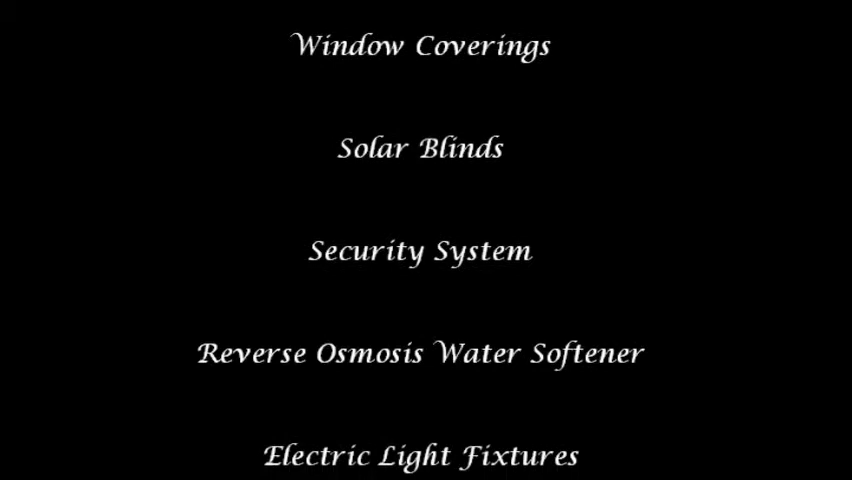 Window Coverings
Solar Blinds
Security System
Reverse Osmosis Water Softener
Electric Light Fixtures